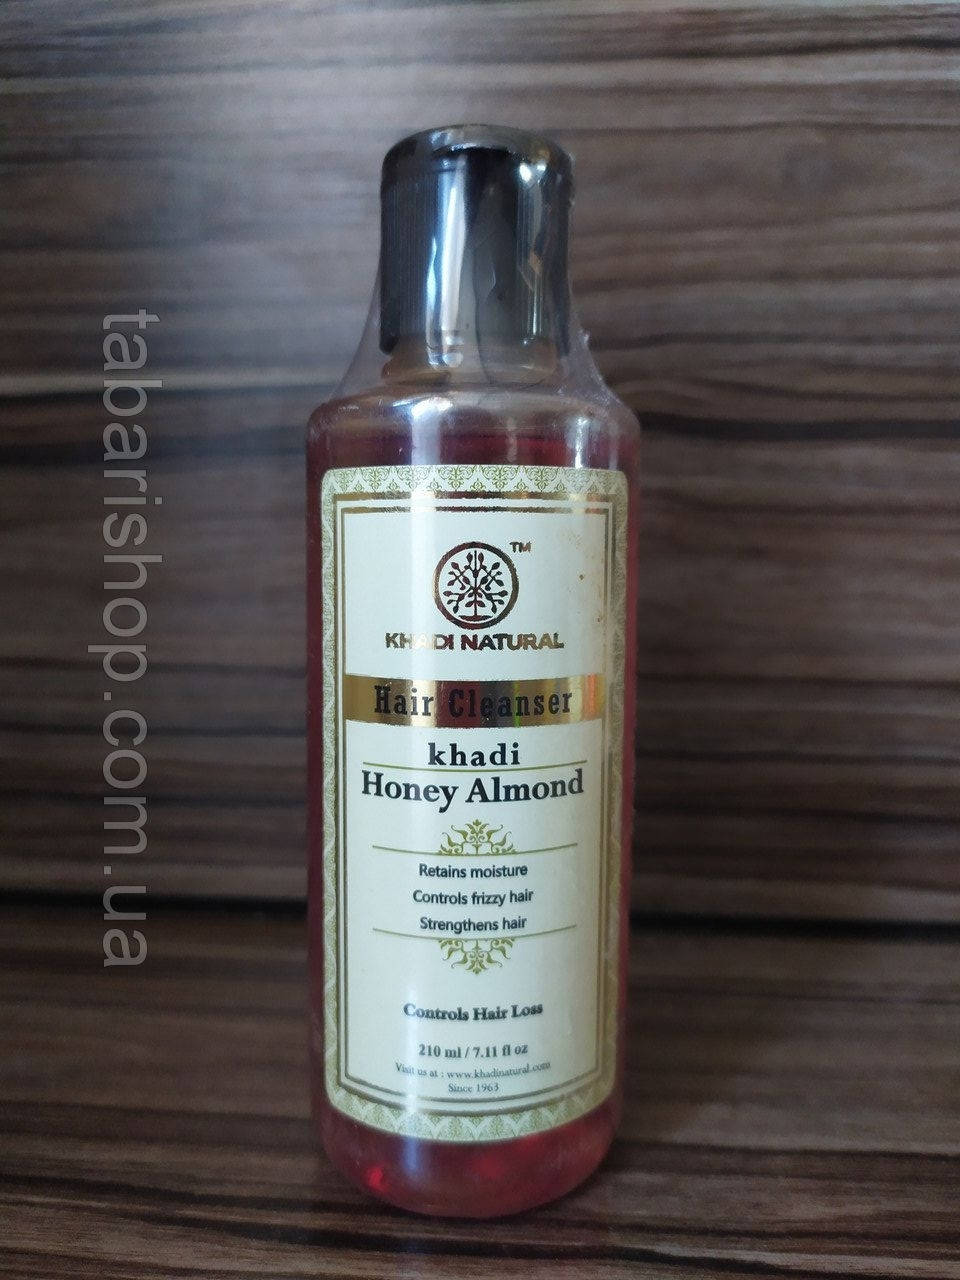 TM
KHADI NATURAL
Hair Cleanser
khadi
Honey Almond
Retains moisture
Controls frizzy hair
Strengthens hair
Controls Hair Loss
210 ml / 7.11 fl oz
Visit us at : www.khadinatural.com
Since 1963
tabarishop.com.ua